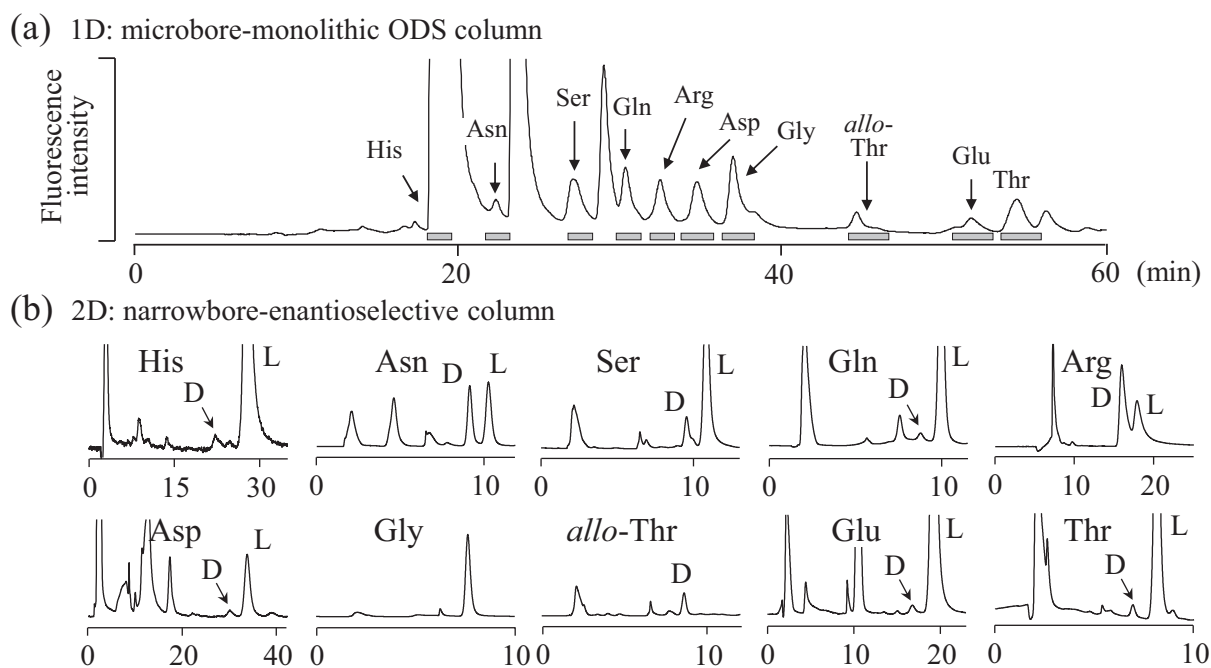 (a) 1D: microbore-monolithic ODS column
Fluorescence
intensity
His
Asn
Ser
Gln
Arg
Asp
Gly
allo-
Thr
Glu
Thr
0 20 40 60 (min)
(b) 2D: narrowbore-enantioselective column
His D L
0 15 30
Asn D L
0 10
Ser D L
0 10
Gln D L
0 10
Arg D L
0 10 20
Asp D L
0 20 40
Gly
0 10
allo-Thr D
0 10
Glu D L
0 10 20
Thr D L
0 10